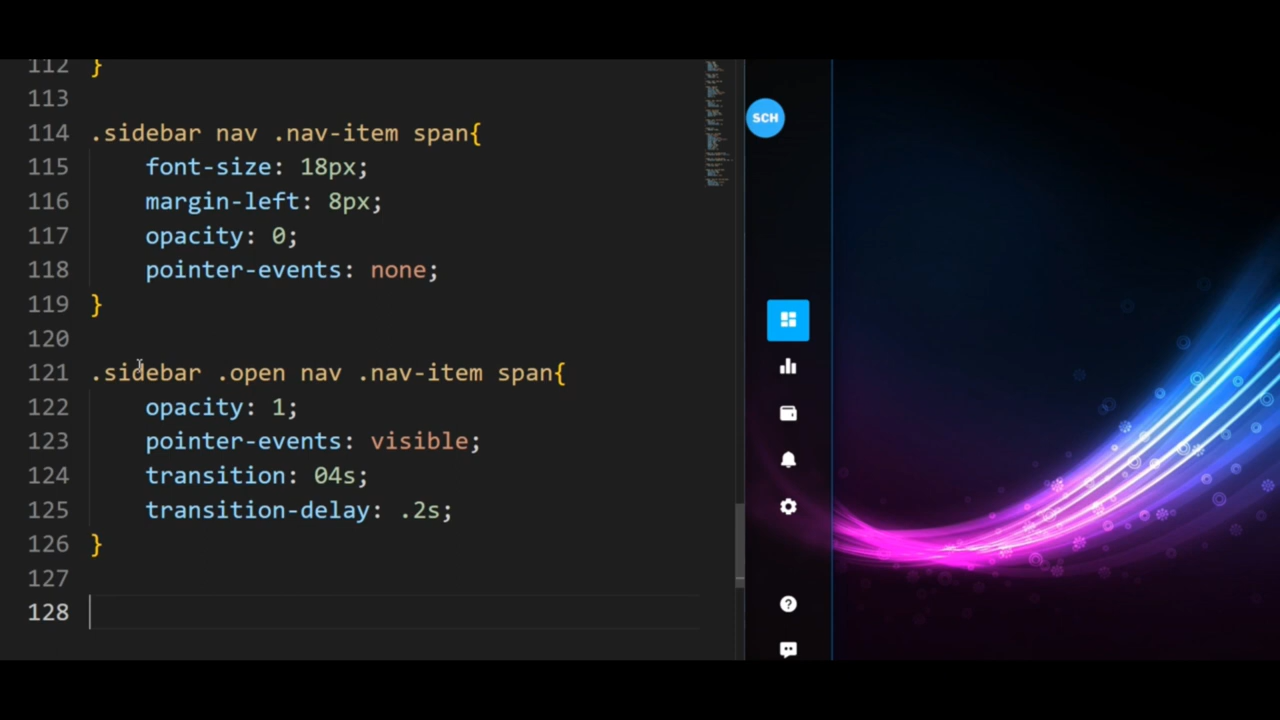 112 }
113
114 .sidebar nav .nav-item span{
115 font-size: 18px;
116 margin-left: 8px;
117 opacity: 0;
118 pointer-events: none;
119 }
120
121 .sidebar .open nav .nav-item span{
122 opacity: 1;
123 pointer-events: visible;
124 transition: 04s;
125 transition-delay: .2s;
126 }
127
128
SCH